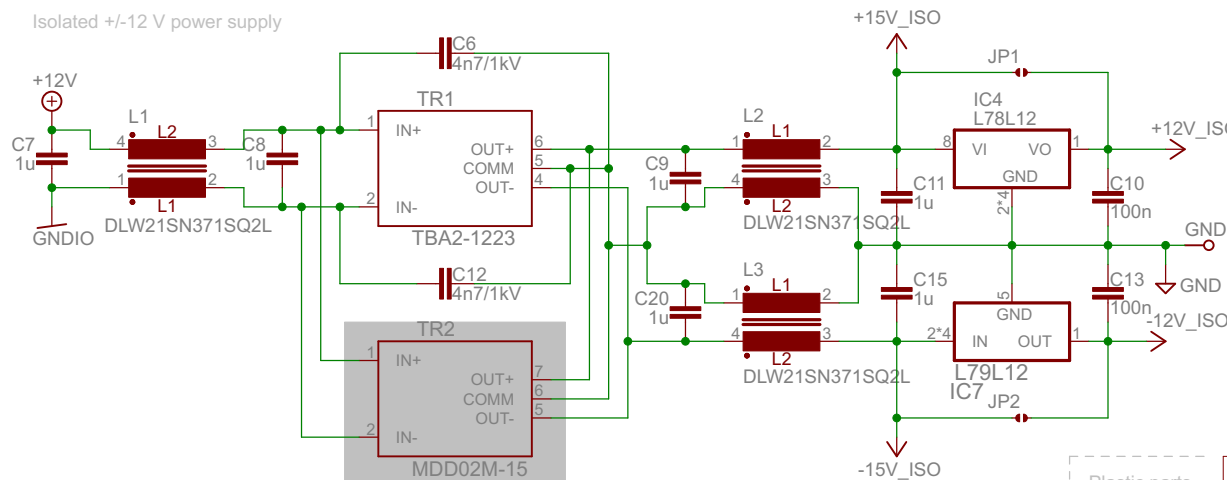 Isolated +/-12 V power supply
+12V
C7
1u
GNDIO
L1
L2
4
3
1
2
L1
DLW21SN371SQ2L
C8
1u
C6
4n7/1kV
TR1
1
IN+
OUT+
6
COMM
5
OUT-
4
2
IN-
TBA2-1223
C12
4n7/1kV
TR2
1
IN+
OUT+
7
COMM
6
OUT-
5
2
IN-
MDD02M-15
C9
1u
C20
1u
L2
1
L1
2
4
3
L2
DLW21SN371SQ2L
L3
1
L1
2
4
3
L2
DLW21SN371SQ2L
+15V_ISO
JP1
IC4
L78L12
8
VI
VO
1
GND
2*4
+12V_ISO
C11
1u
C10
100n
GND
GND
C15
1u
C13
100n
5
GND
2*4
IN
OUT
1
-12V_ISO
L79L12
IC7
JP2
-15V_ISO
Plastic parts